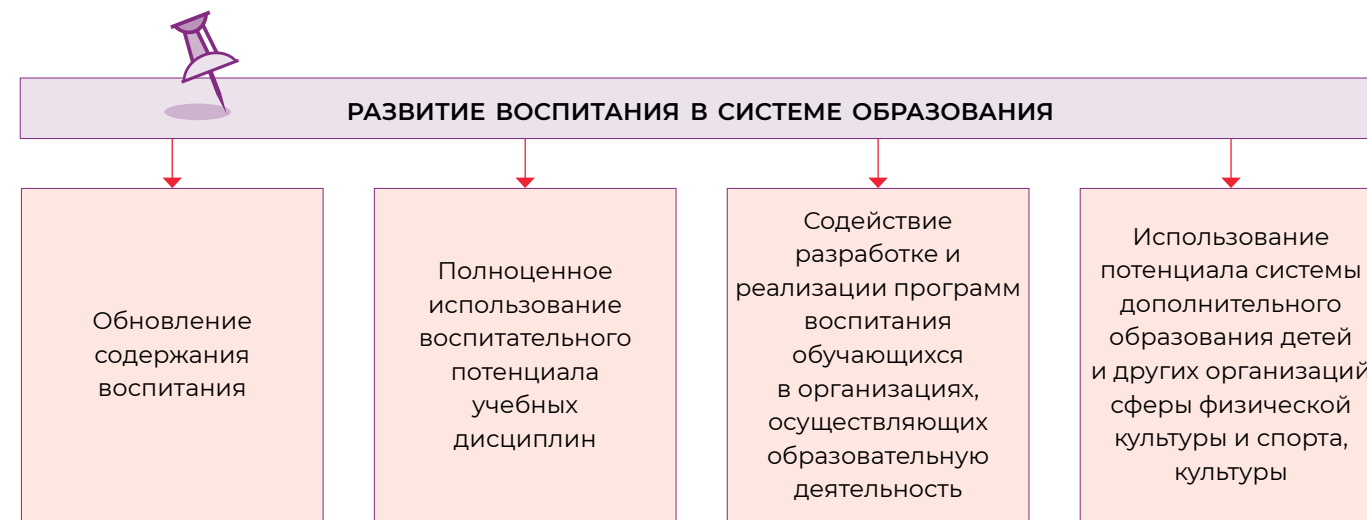 РАЗВИТИЕ ВОСПИТАНИЯ В СИСТЕМЕ ОБРАЗОВАНИЯ
Обновление
содержания
воспитания
Полноценное
использование
воспитательного
потенциала
учебных
дисциплин
Содействие
разработке и
реализации программ
воспитания
обучающихся
в организациях,
осуществляющих
образовательную
деятельность
Использование
потенциала системы
дополнительного
образования детей
и других организаций
сферы физической
культуры и спорта,
культуры